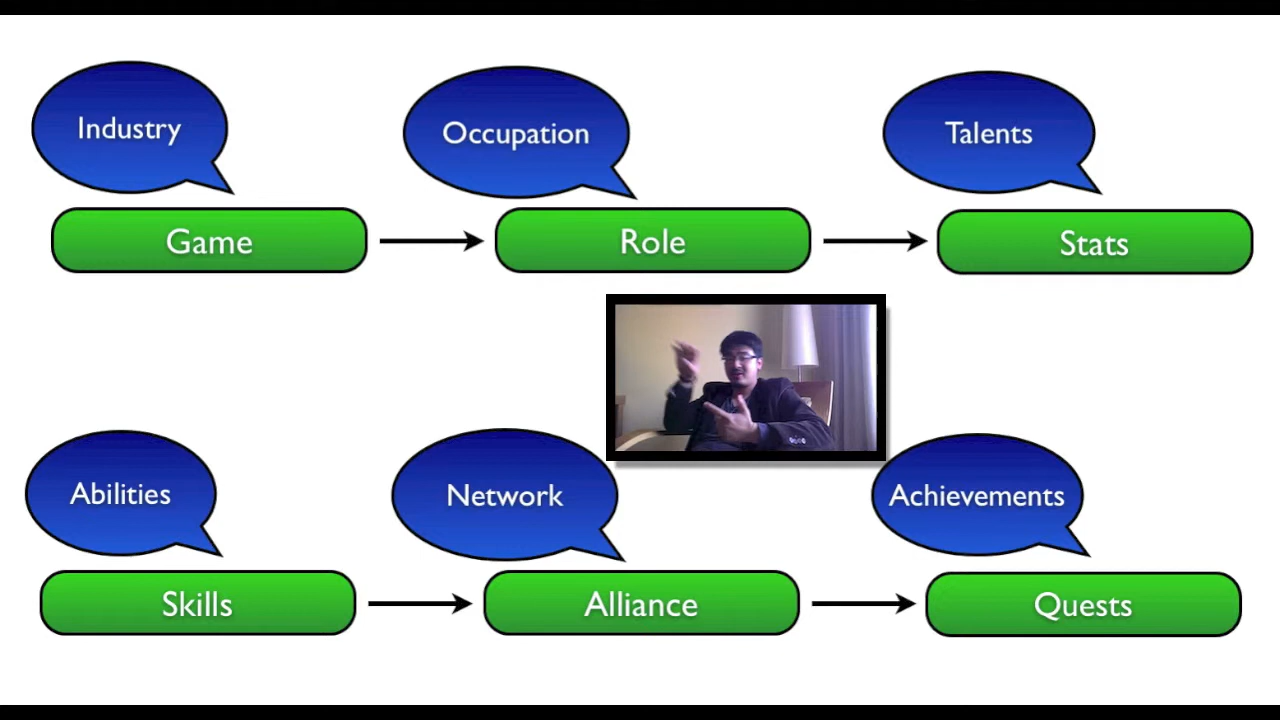 Industry
Occupation
Talents
Game
Role
Stats
Abilities
Network
Achievements
Skills
Alliance
Quests